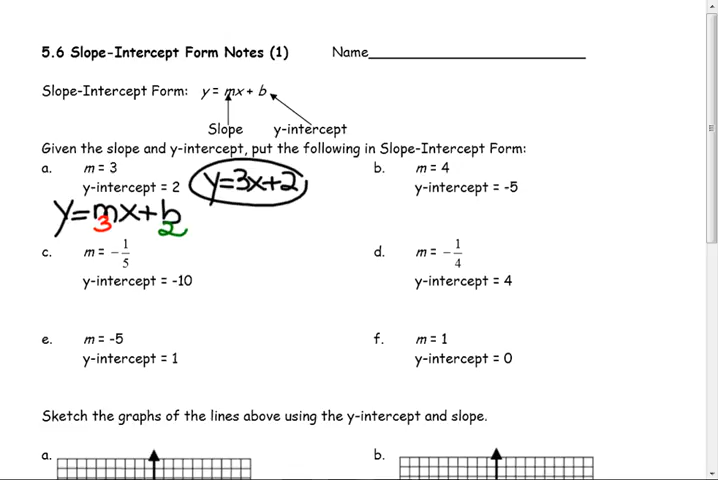 5.6 Slope-Intercept Form Notes (1) Name
Slope-Intercept Form: y = mx + b
Slope y-intercept
Given the slope and y-intercept, put the following in Slope-Intercept Form:
a. m = 3
y-intercept = 2
y=3x+2
y=mx+b
3 2
b. m = 4
y-intercept = -5
c. m = -1/5
y-intercept = -10
d. m = -1/4
y-intercept = 4
e. m = -5
y-intercept = 1
f. m = 1
y-intercept = 0
Sketch the graphs of the lines above using the y-intercept and slope.
a. b.